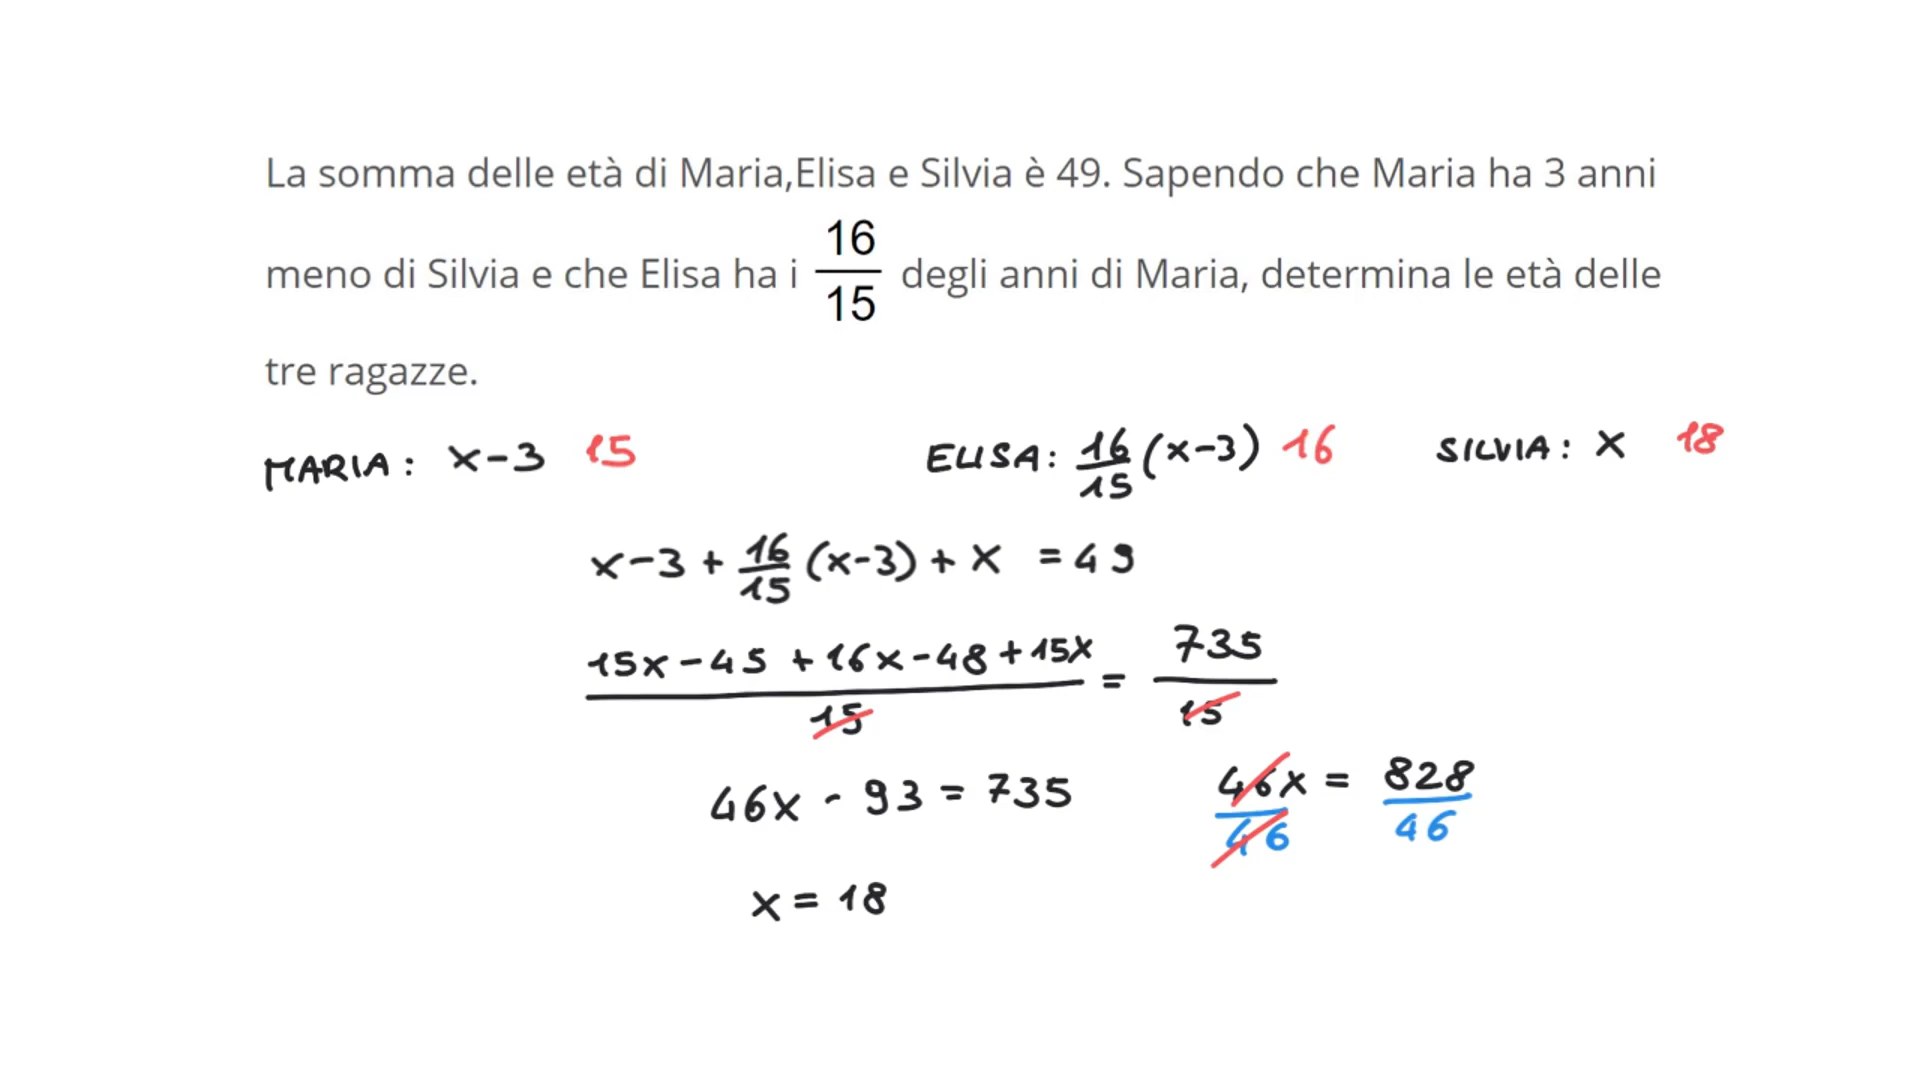 La somma delle età di Maria,Elisa e Silvia è 49. Sapendo che Maria ha 3 anni
meno di Silvia e che Elisa ha i 16/15 degli anni di Maria, determina le età delle
tre ragazze.
MARIA: x-3 15 ELISA: 16/15 (x-3) 16 SILVIA: x 18
x-3 + 16/15 (x-3) + x = 49
15x-45 + 16x-48 + 15x / 15 = 735 / 15
46x - 93 = 735 46x / 46 = 828 / 46
x = 18